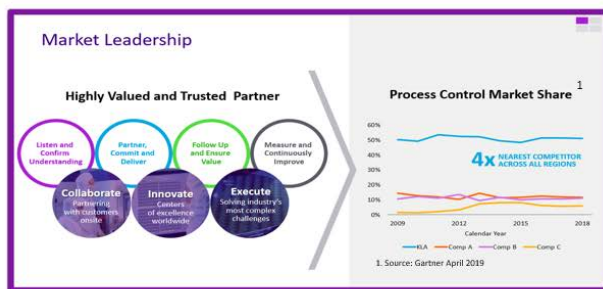 Market Leadership
Highly Valued and Trusted Partner
Listen and
Confirm
Understanding
Partner,
Commit and
Deliver
Follow Up
and Ensure
Value
Measure and
Continuously
Improve
Collaborate
Partnering
with customers
onsite
Innovate
Centers
of excellence
worldwide
Execute
Solving industry's
most complex
challenges
Process Control Market Share 1
60%
50%
40%
30%
20%
10%
0%
4x NEAREST COMPETITOR
ACROSS ALL REGIONS
2009
2012
2015
2018
Calendar Year
KLA
Comp A
Comp B
Comp C
1. Source: Gartner April 2019